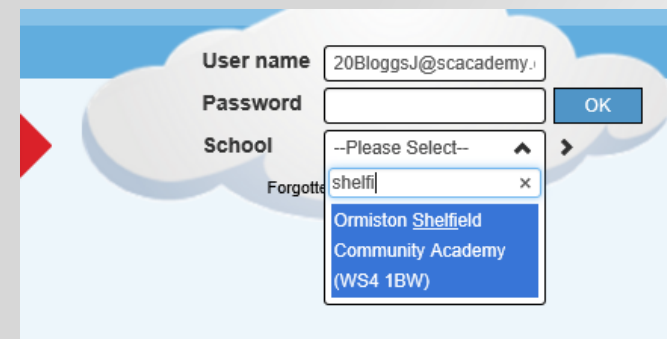 User name 20BloggsJ@scacademy.
Password OK
School --Please Select--
Forgotte shelfi
Ormiston Shelfield
Community Academy
(WS4 1BW)